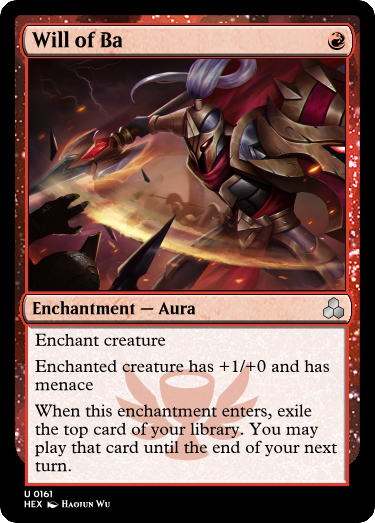 Will of Ba
Enchantment — Aura
Enchant creature
Enchanted creature has +1/+0 and has
menace
When this enchantment enters, exile
the top card of your library. You may
play that card until the end of your next
turn.
U 0161
HEX Haojun Wu